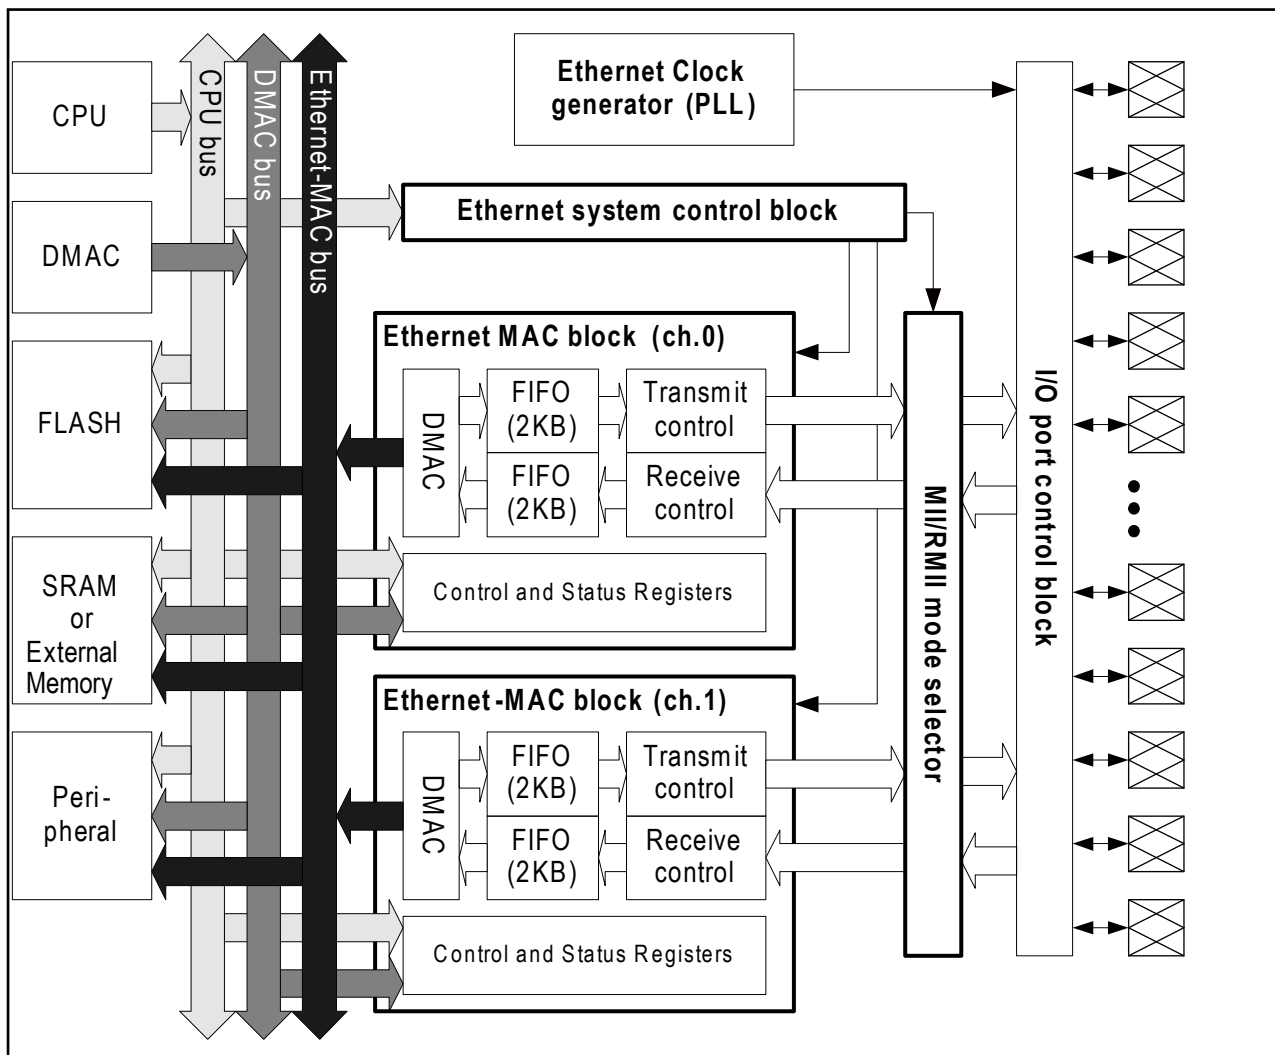 CPU
DMAC
FLASH
SRAM
or
External
Memory
Peri-
pheral
CPU bus
DMAC bus
Ethernet-MAC bus
Ethernet Clock
generator (PLL)
Ethernet system control block
Ethernet MAC block (ch.0)
DMAC
FIFO
(2KB)
Transmit
control
FIFO
(2KB)
Receive
control
Control and Status Registers
Ethernet-MAC block (ch.1)
DMAC
FIFO
(2KB)
Transmit
control
FIFO
(2KB)
Receive
control
Control and Status Registers
MII/RMII mode selector
I/O port control block